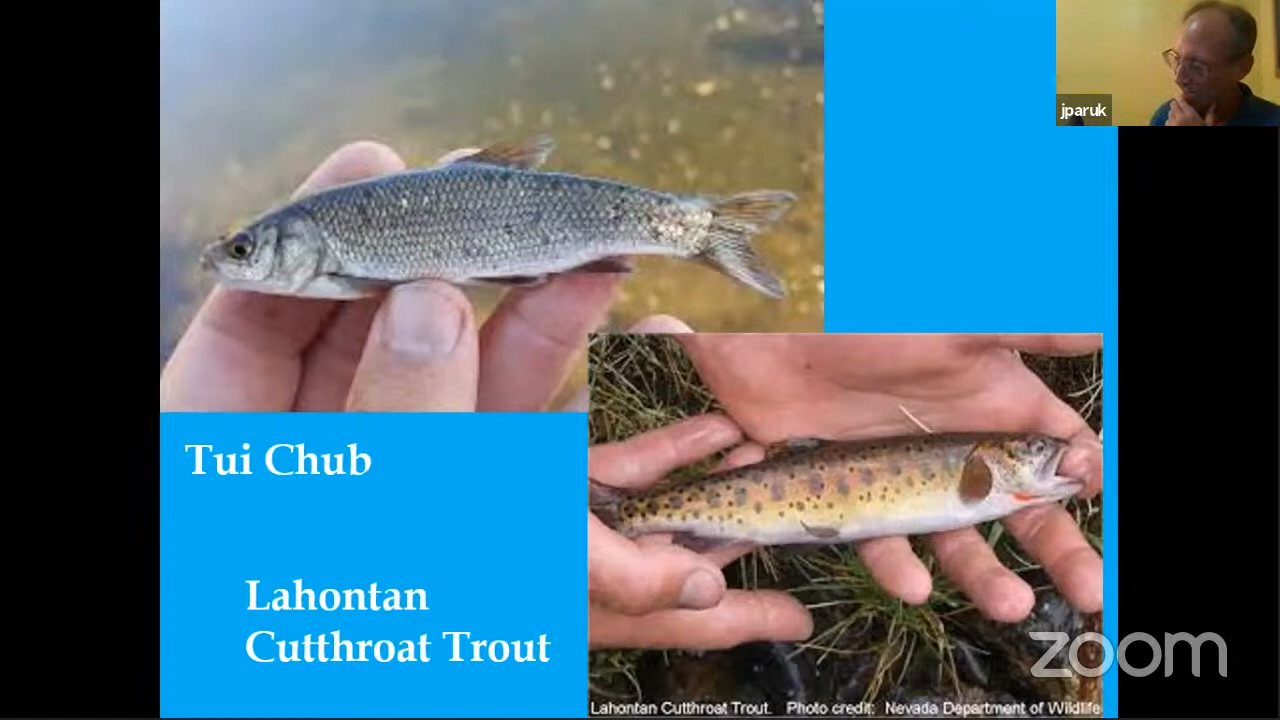 jparuk
Tui Chub
Lahontan
Cutthroat Trout
zoom
Lahontan Cutthroat Trout. Photo credit: Nevada Department of Wildlife